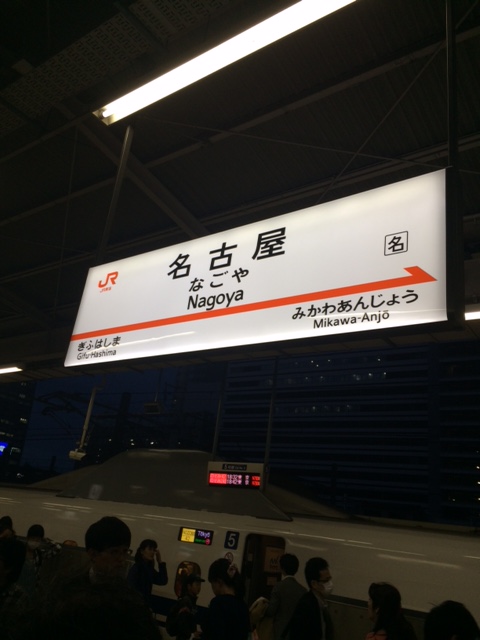 JR
名古屋
名
なごや
Nagoya
ぎふはしま
Gifu-Hashima
みかわあんじょう
Mikawa-Anjō
5